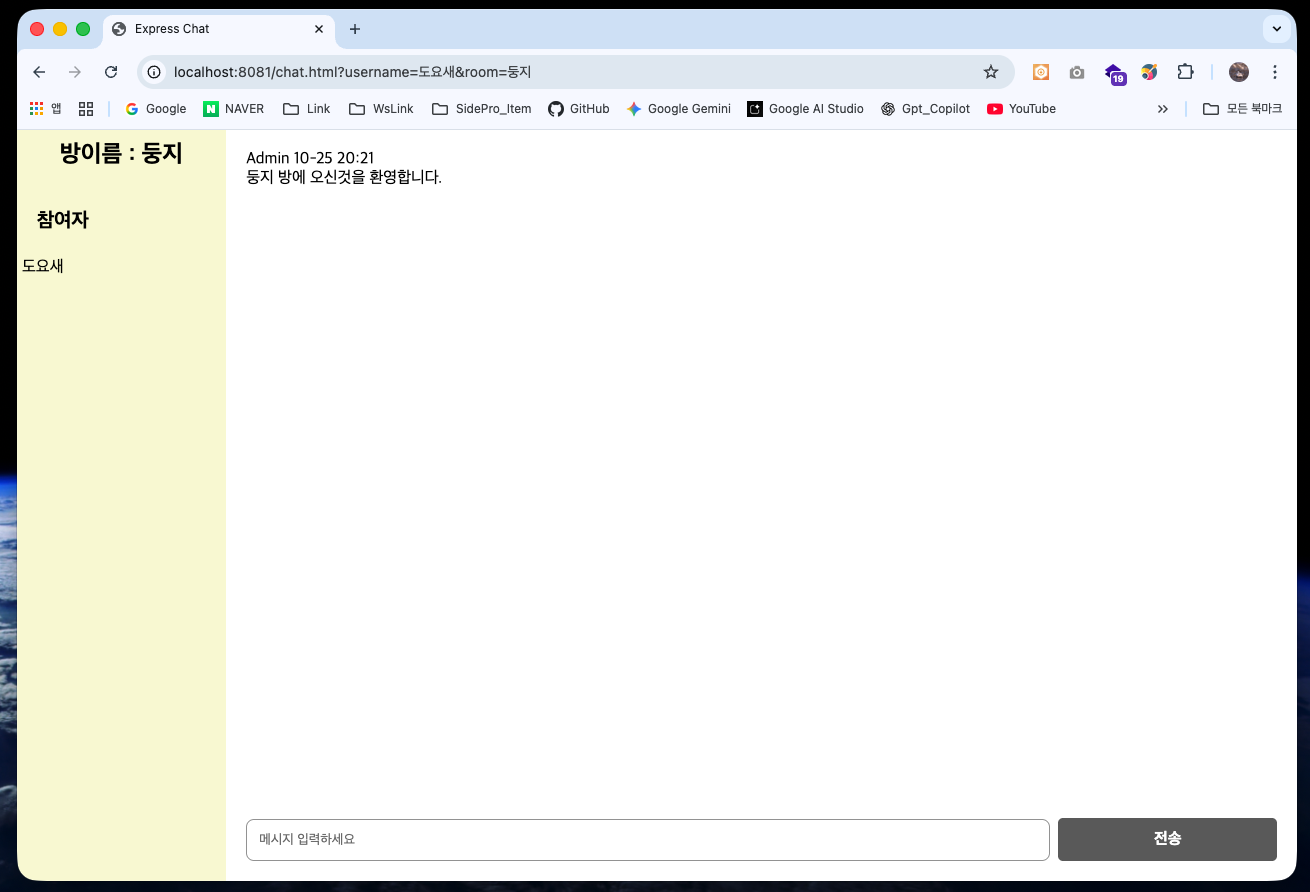 Express Chat
localhost:8081/chat.html?username=도요새&room=둥지
19
앱 Google NAVER Link WsLink SidePro_Item GitHub Google Gemini Google AI Studio Gpt_Copilot YouTube 모든 북마크
방이름 : 둥지
참여자
도요새
Admin 10-25 20:21
둥지 방에 오신것을 환영합니다.
메시지 입력하세요 전송